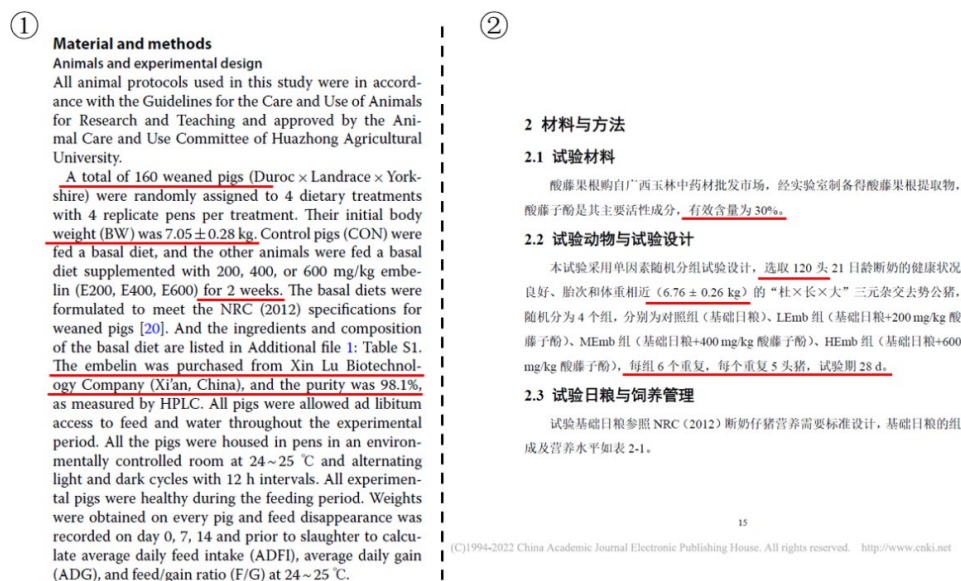 ①
Material and methods
Animals and experimental design
All animal protocols used in this study were in accord-
ance with the Guidelines for the Care and Use of Animals
for Research and Teaching and approved by the Ani-
mal Care and Use Committee of Huazhong Agricultural
University.
A total of 160 weaned pigs (Duroc × Landrace × York-
shire) were randomly assigned to 4 dietary treatments
with 4 replicate pens per treatment. Their initial body
weight (BW) was 7.05 ± 0.28 kg. Control pigs (CON) were
fed a basal diet, and the other animals were fed a basal
diet supplemented with 200, 400, or 600 mg/kg embe-
lin (E200, E400, E600) for 2 weeks. The basal diets were
formulated to meet the NRC (2012) specifications for
weaned pigs [20]. And the ingredients and composition
of the basal diet are listed in Additional file 1: Table S1.
The embelin was purchased from Xin Lu Biotechnol-
ogy Company (Xi'an, China), and the purity was 98.1%,
as measured by HPLC. All pigs were allowed ad libitum
access to feed and water throughout the experimental
period. All the pigs were housed in pens in an environ-
mentally controlled room at 24 ~ 25 ℃ and alternating
light and dark cycles with 12 h intervals. All experimen-
tal pigs were healthy during the feeding period. Weights
were obtained on every pig and feed disappearance was
recorded on day 0, 7, 14 and prior to slaughter to calcu-
late average daily feed intake (ADFI), average daily gain
(ADG), and feed/gain ratio (F/G) at 24 ~ 25 ℃.
②
2 材料与方法
2.1 试验材料
酸藤果根购自广西玉林中药材批发市场，经实验室制备得酸藤果根提取物，
酸藤子酚是其主要活性成分，有效含量为 30%。
2.2 试验动物与试验设计
本试验采用单因素随机分组试验设计，选取 120 头 21 日龄断奶的健康状况
良好、胎次和体重相近（6.76 ± 0.26 kg）的“杜×长×大”三元杂交去势公猪，
随机分为 4 个组，分别为对照组（基础日粮）、LEmb 组（基础日粮+200 mg/kg 酸
藤子酚）、MEmb 组（基础日粮+400 mg/kg 酸藤子酚）、HEmb 组（基础日粮+600
mg/kg 酸藤子酚），每组 6 个重复，每个重复 5 头猪，试验期 28 d。
2.3 试验日粮与饲养管理
试验基础日粮参照 NRC（2012）断奶仔猪营养需要标准设计，基础日粮的组
成及营养水平如表 2-1。
15
(C)1994-2022 China Academic Journal Electronic Publishing House. All rights reserved. http://www.cnki.net